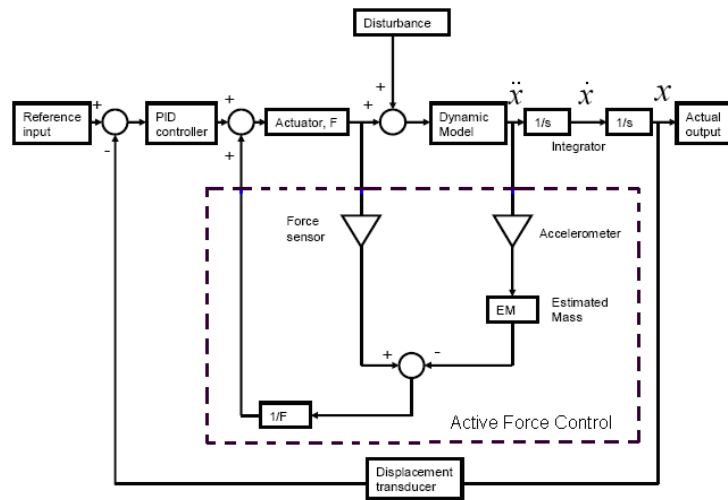 Disturbance
ẍ
ẋ
x
+
+
+
+
Reference
input
PID
controller
Actuator, F
Dynamic
Model
1/s
1/s
Actual
output
-
+
Integrator
Force
sensor
Accelerometer
EM
Estimated
Mass
+
-
1/F
Active Force Control
Displacement
transducer